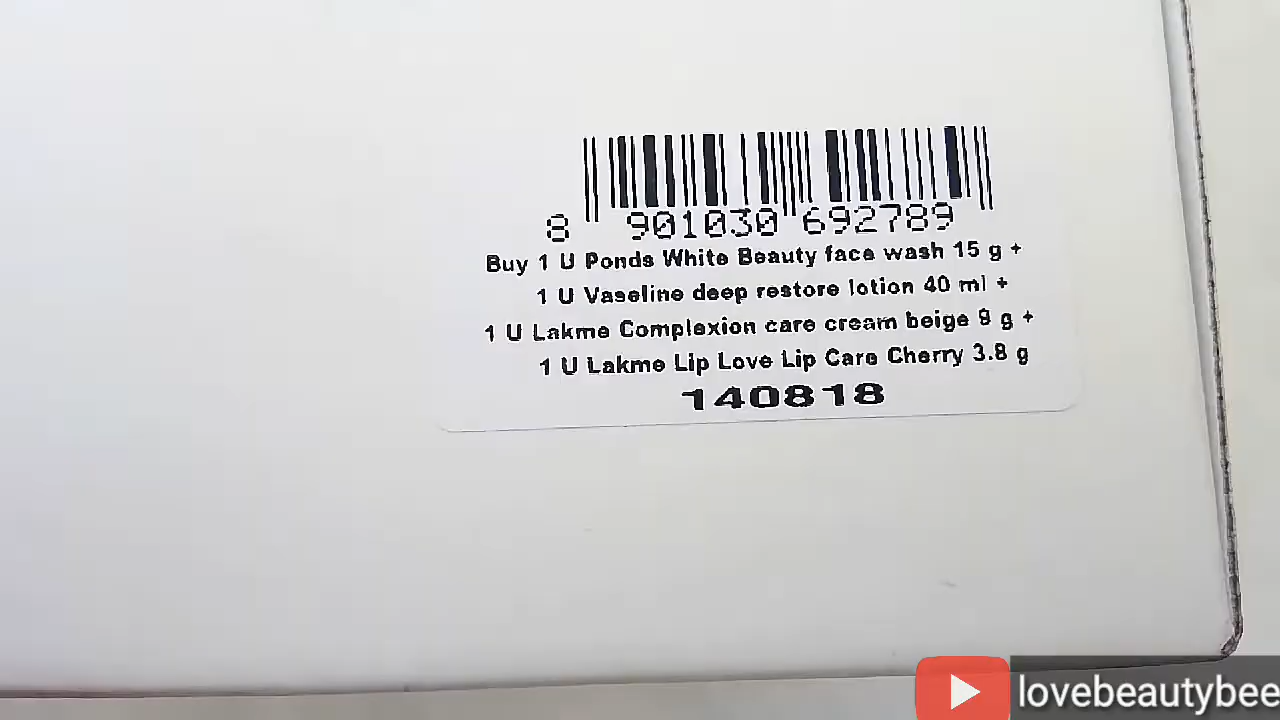 8 901030 692789
Buy 1 U Ponds White Beauty face wash 15 g +
1 U Vaseline deep restore lotion 40 ml +
1 U Lakme Complexion care cream beige 9 g +
1 U Lakme Lip Love Lip Care Cherry 3.8 g
140818
lovebeautybee